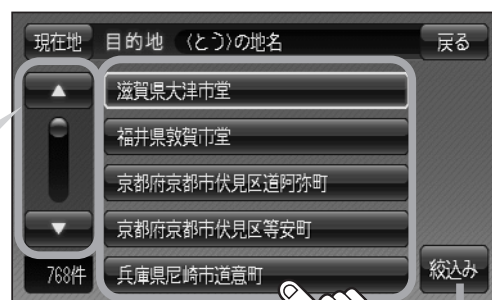 現在地 目的地 〈とう〉の地名 戻る
▲
滋賀県大津市堂
福井県敦賀市堂
京都府京都市伏見区道阿弥町
▼ 京都府京都市伏見区等安町
768件 兵庫県尼崎市道意町 絞込み